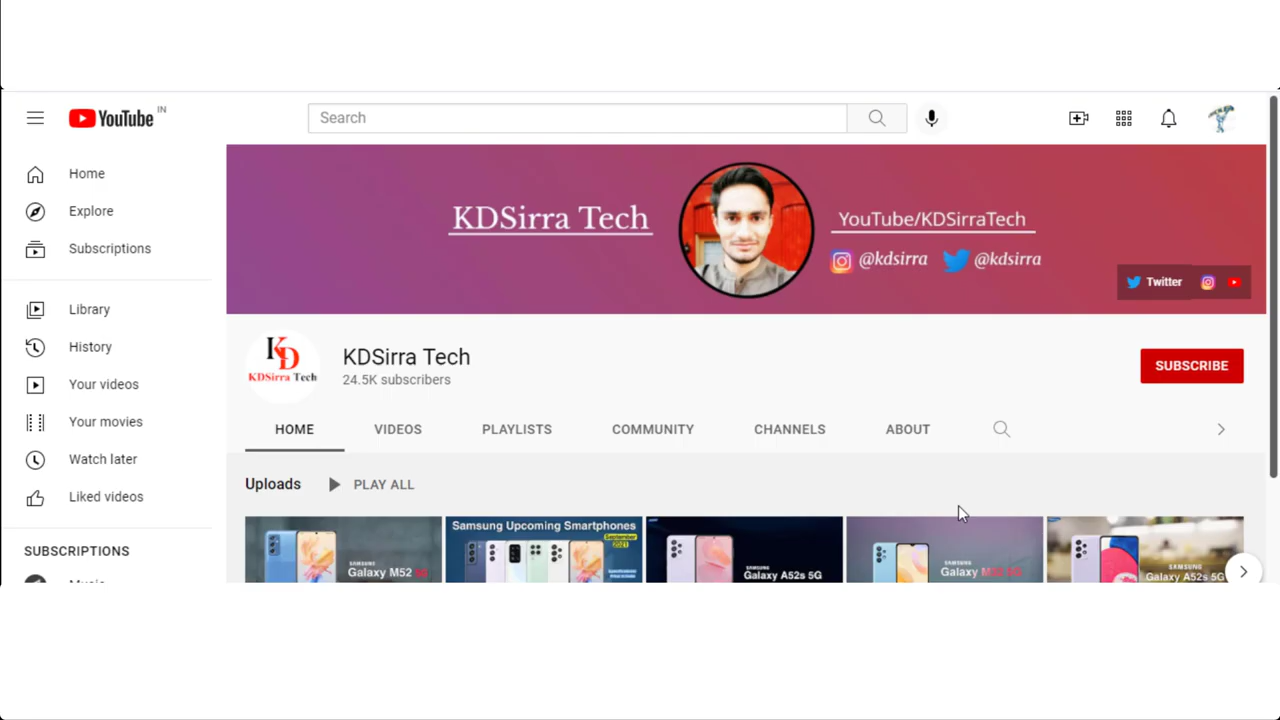 YouTube IN
Search
Home
Explore
Subscriptions
Library
History
Your videos
Your movies
Watch later
Liked videos
SUBSCRIPTIONS
KDSirra Tech
YouTube/KDSirraTech
@kdsirra @kdsirra
Twitter
KD
KDSirra Tech
KDSirra Tech
24.5K subscribers
SUBSCRIBE
HOME VIDEOS PLAYLISTS COMMUNITY CHANNELS ABOUT
Uploads PLAY ALL
SAMSUNG
Galaxy M52 5G
Samsung Upcoming Smartphones
September
2021
SAMSUNG
Galaxy A52s 5G
SAMSUNG
Galaxy
SAMSUNG
Galaxy A52s 5G